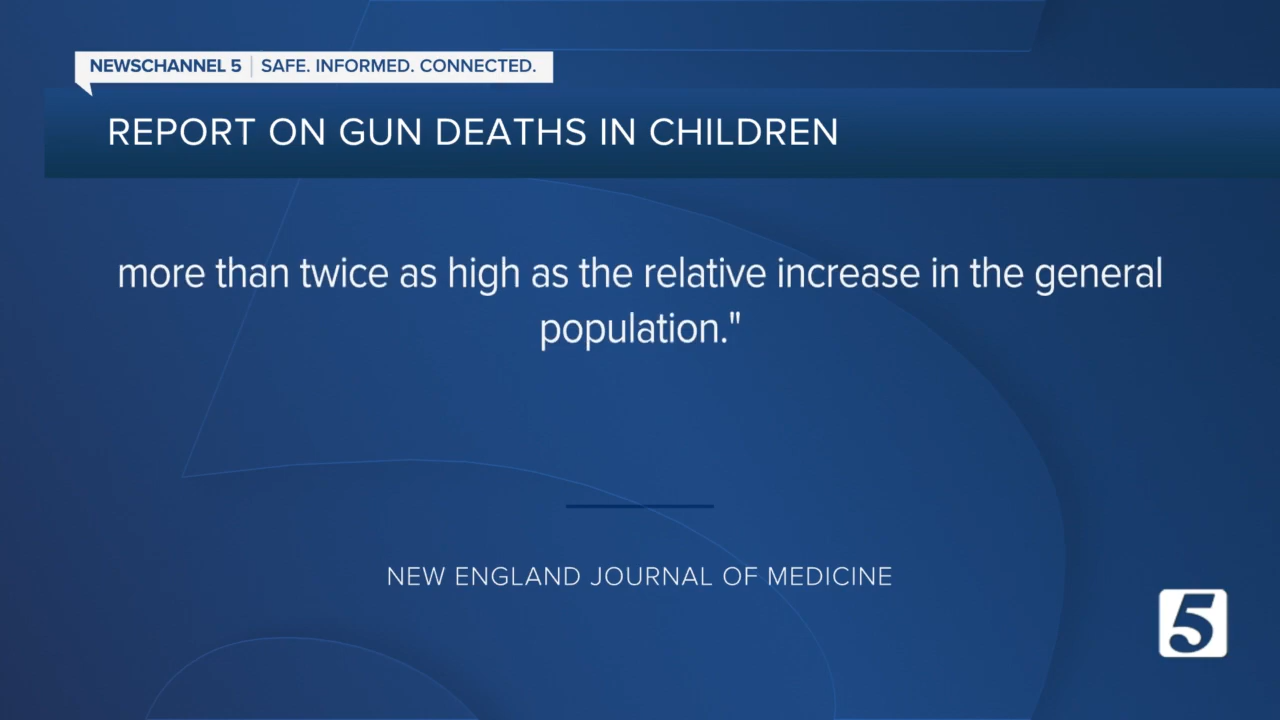 NEWSCHANNEL 5 | SAFE. INFORMED. CONNECTED.
REPORT ON GUN DEATHS IN CHILDREN
more than twice as high as the relative increase in the general
population."
NEW ENGLAND JOURNAL OF MEDICINE
5